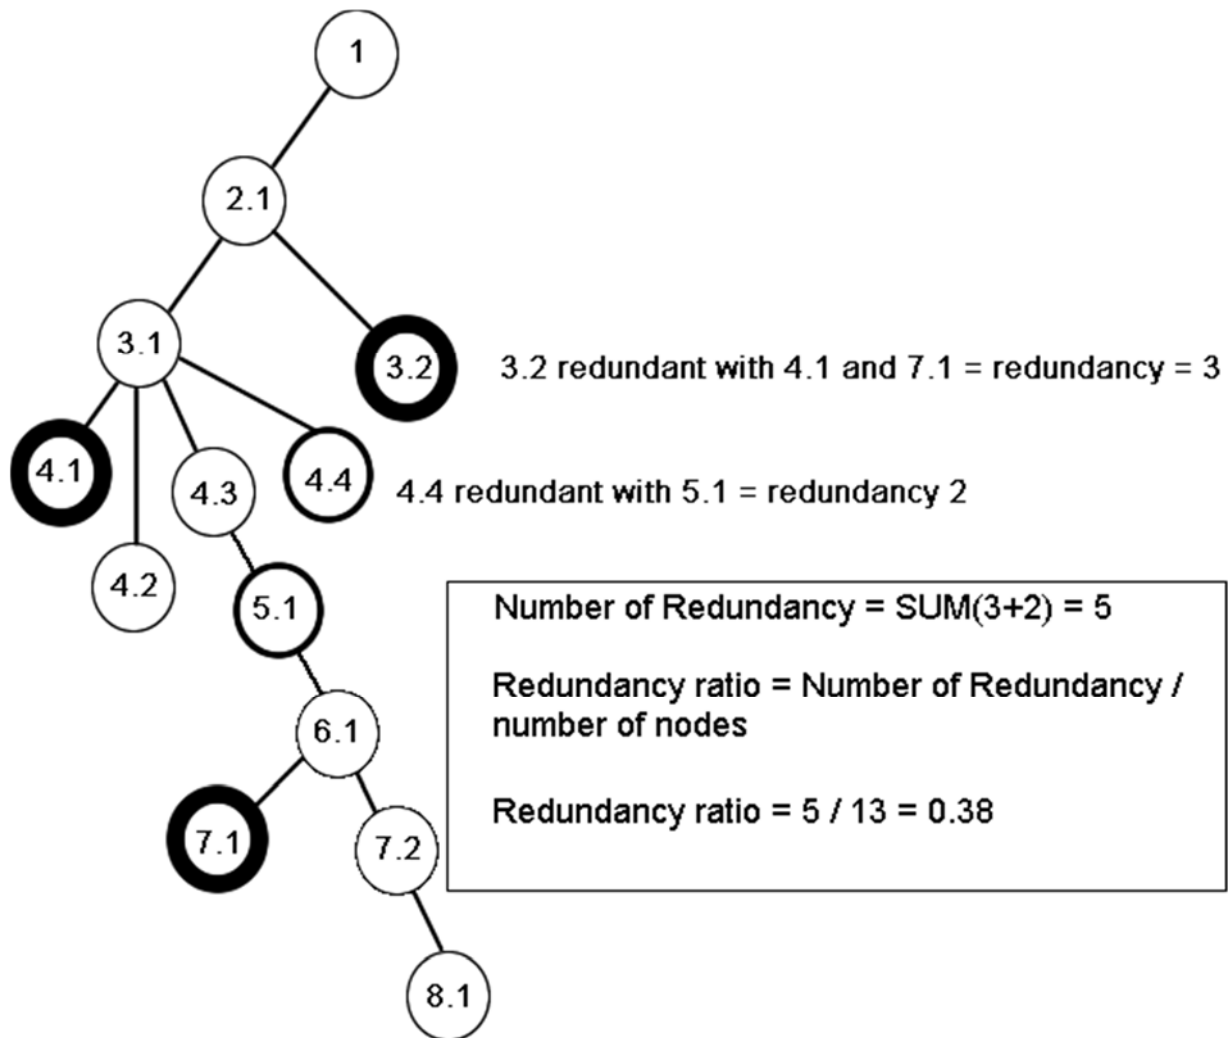 1
2.1
3.1
3.2
3.2 redundant with 4.1 and 7.1 = redundancy = 3
4.1
4.3
4.4
4.4 redundant with 5.1 = redundancy 2
4.2
5.1
Number of Redundancy = SUM(3+2) = 5
Redundancy ratio = Number of Redundancy /
number of nodes
6.1
Redundancy ratio = 5 / 13 = 0.38
7.1
7.2
8.1